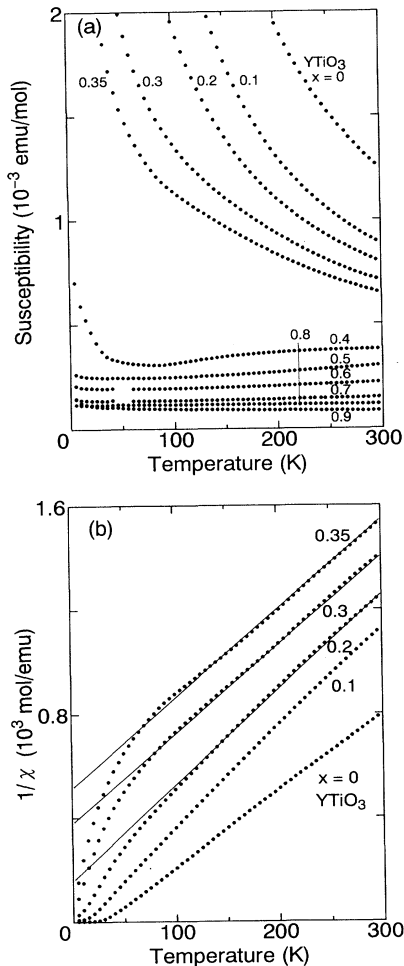 (a)
2
1
0
Susceptibility (10⁻³ emu/mol)
0.35
0.3
0.2
0.1
YTiO₃
x = 0
0.8
0.4
0.5
0.6
0.7
0.9
0
100
200
300
Temperature (K)
(b)
1.6
0.8
0
1/χ (10³ mol/emu)
0.35
0.3
0.2
0.1
x = 0
YTiO₃
0
100
200
300
Temperature (K)